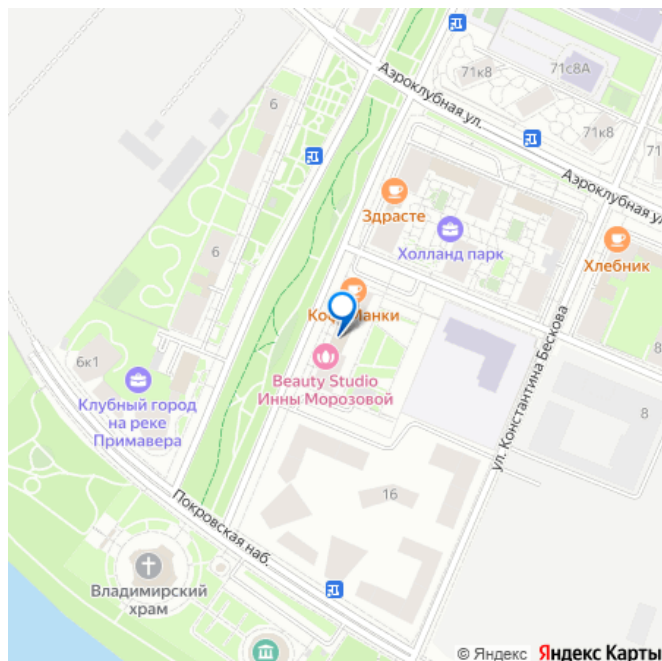 71к8
71с8А
Аэроклубная ул.
6
71к8
71
Аэроклубная ул.
Здрасте
Холланд парк
Хлебник
6
8
Beauty Studio
Инны Морозовой
6к1
Клубный город
на реке
Примавера
ул. Константина Бескова
8
16
Покровская наб.
Владимирский
храм
© Яндекс Яндекс Карты